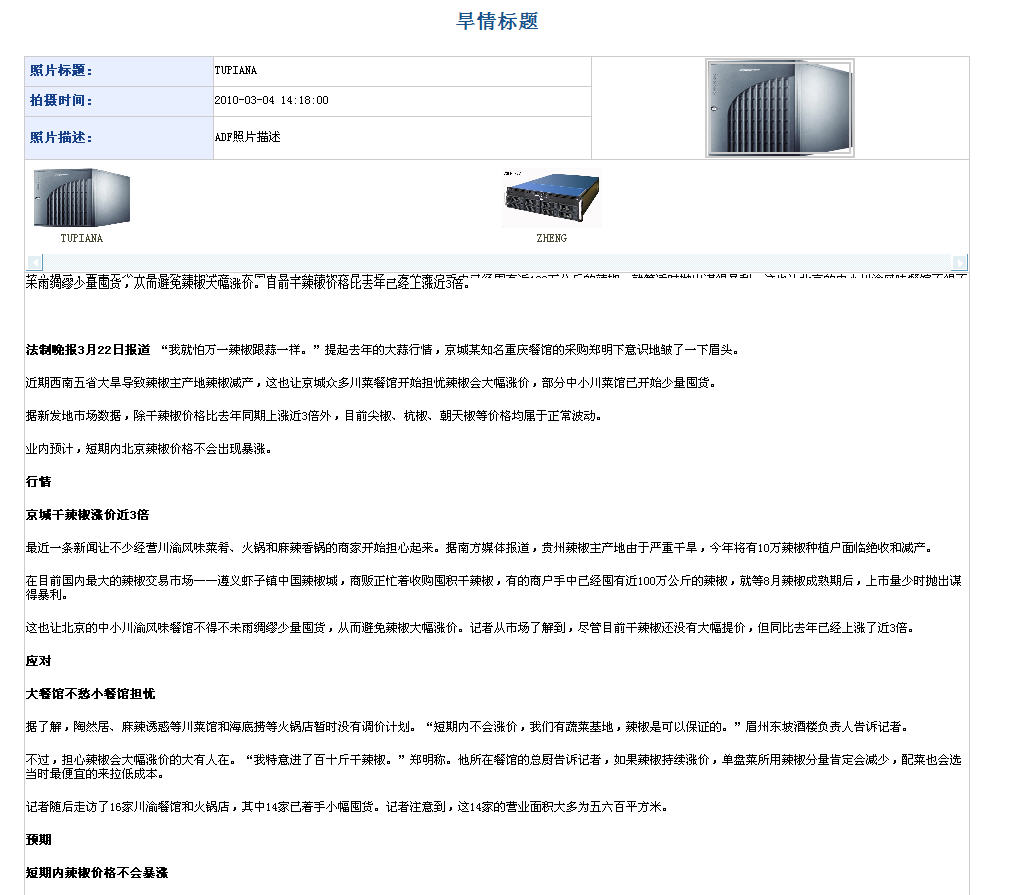 旱情标题
照片标题：
TUPIANA
拍摄时间：
2010-03-04 14:18:00
照片描述：
ADF照片描述
TUPIANA
ZHENG
未雨绸缪少量囤货，从而避免辣椒大幅涨价。目前干辣椒价格比去年已经上涨近3倍。
法制晚报3月22日报道 “我就怕万一辣椒跟蒜一样。”提起去年的大蒜行情，京城某知名重庆餐馆的采购郑明下意识地皱了一下眉头。
近期西南五省大旱导致辣椒主产地辣椒减产，这也让京城众多川菜餐馆开始担忧辣椒会大幅涨价，部分中小川菜馆已开始少量囤货。
据新发地市场数据，除干辣椒价格比去年同期上涨近3倍外，目前尖椒、杭椒、朝天椒等价格均属于正常波动。
业内预计，短期内北京辣椒价格不会出现暴涨。
行情
京城干辣椒涨价近3倍
最近一条新闻让不少经营川渝风味菜肴、火锅和麻辣香锅的商家开始担心起来。据南方媒体报道，贵州辣椒主产地由于严重干旱，今年将有10万辣椒种植户面临绝收和减产。
在目前国内最大的辣椒交易市场——遵义虾子镇中国辣椒城，商贩正忙着收购囤积干辣椒，有的商户手中已经囤有近100万公斤的辣椒，就等8月辣椒成熟期后，上市量少时抛出谋
得暴利。
这也让北京的中小川渝风味餐馆不得不未雨绸缪少量囤货，从而避免辣椒大幅涨价。记者从市场了解到，尽管目前干辣椒还没有大幅提价，但同比去年已经上涨了近3倍。
应对
大餐馆不愁小餐馆担忧
据了解，陶然居、麻辣诱惑等川菜馆和海底捞等火锅店暂时没有调价计划。“短期内不会涨价，我们有蔬菜基地，辣椒是可以保证的。”眉州东坡酒楼负责人告诉记者。
不过，担心辣椒会大幅涨价的大有人在。“我特意进了百十斤干辣椒。”郑明称。他所在餐馆的总厨告诉记者，如果辣椒持续涨价，单盘菜所用辣椒分量肯定会减少，配菜也会选
当时最便宜的来拉低成本。
记者随后走访了16家川渝餐馆和火锅店，其中14家已着手小幅囤货。记者注意到，这14家的营业面积大多为五六百平方米。
预期
短期内辣椒价格不会暴涨